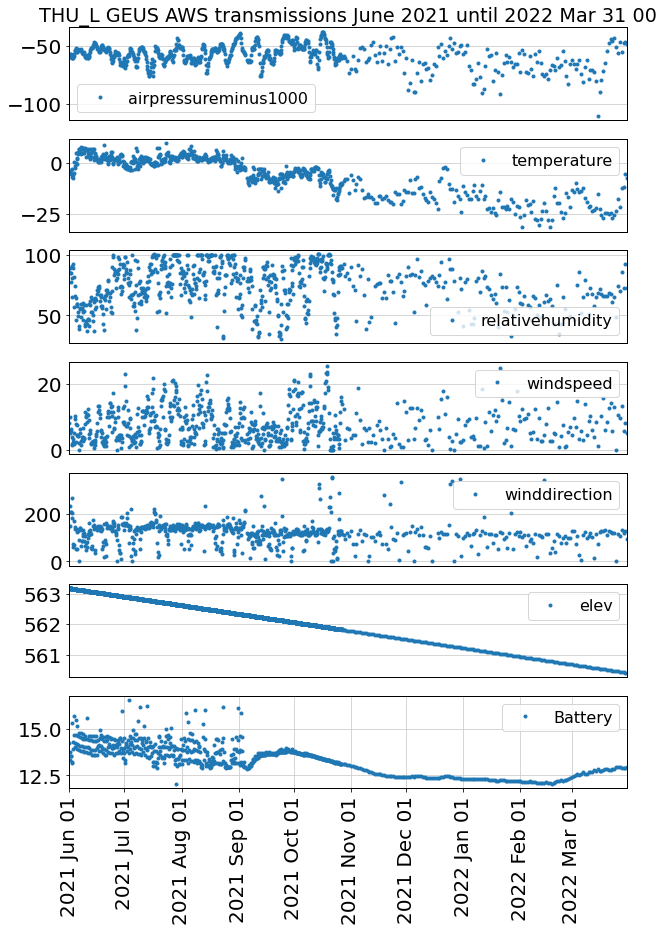 THU_L GEUS AWS transmissions June 2021 until 2022 Mar 31 00
−50
−100
airpressureminus1000
0
−25
temperature
100
50
relativehumidity
20
0
windspeed
200
0
winddirection
563
562
561
elev
15.0
12.5
Battery
2021 Jun 01
2021 Jul 01
2021 Aug 01
2021 Sep 01
2021 Oct 01
2021 Nov 01
2021 Dec 01
2022 Jan 01
2022 Feb 01
2022 Mar 01